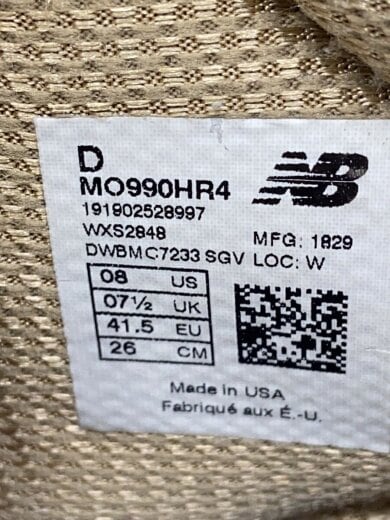 D
NB
MO990HR4
191902528997
WXS2848
MFG: 1829
DWBMC7233 SGV LOC: W
08 US
07½ UK
41.5 EU
26 CM
Made in USA
Fabriqué aux É.-U.